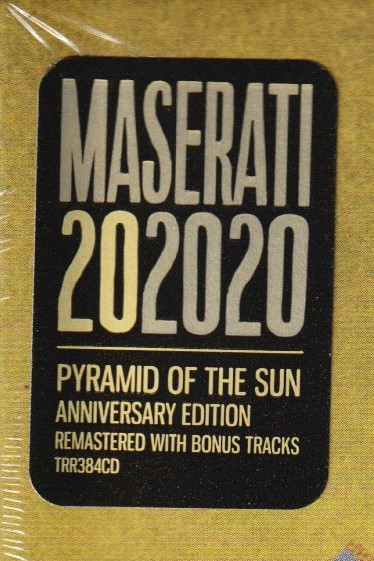 MASERATI
202020
PYRAMID OF THE SUN
ANNIVERSARY EDITION
REMASTERED WITH BONUS TRACKS
TRR384CD